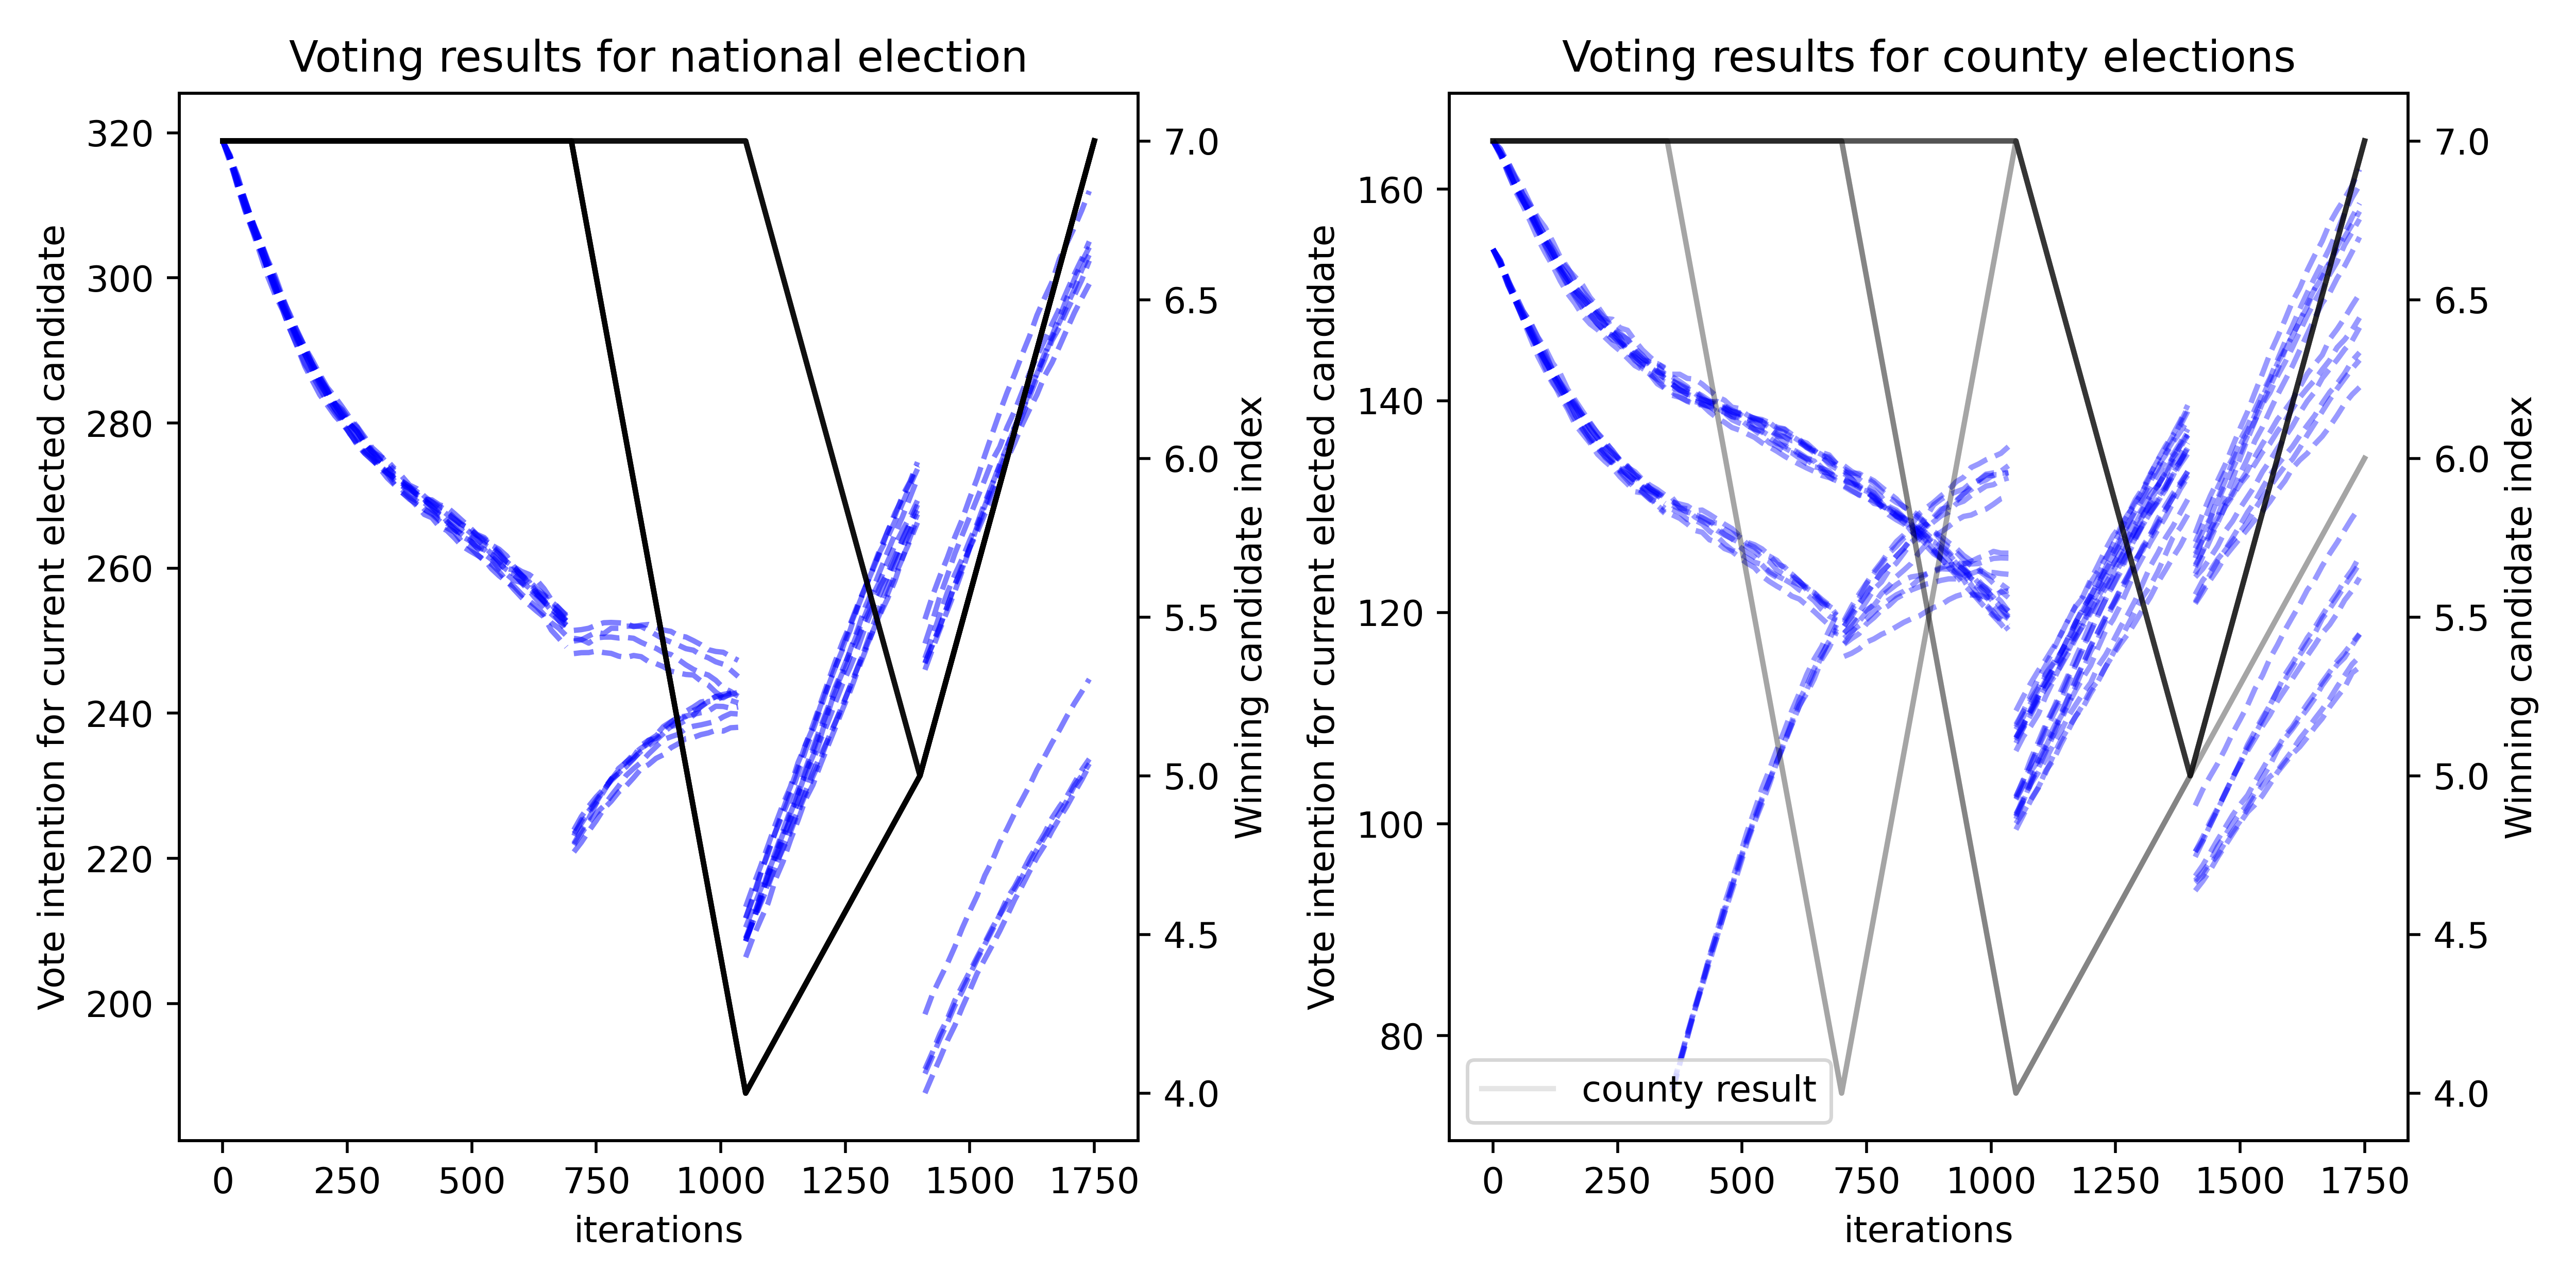 Voting results for national election
Vote intention for current elected candidate
320
300
280
260
240
220
200
7.0
6.5
6.0
5.5
5.0
4.5
4.0
Winning candidate index
0 250 500 750 1000 1250 1500 1750
iterations
Voting results for county elections
Vote intention for current elected candidate
160
140
120
100
80
7.0
6.5
6.0
5.5
5.0
4.5
4.0
Winning candidate index
county result
0 250 500 750 1000 1250 1500 1750
iterations